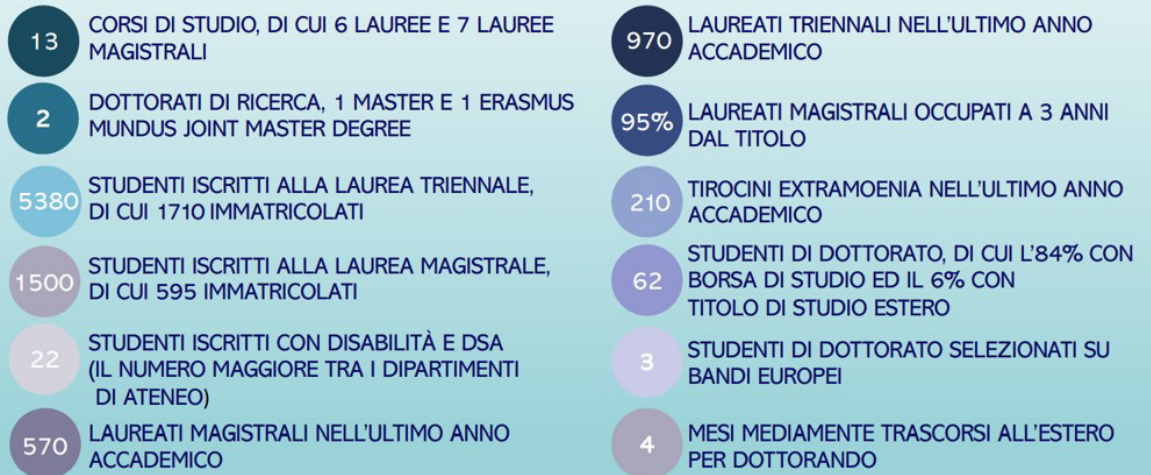 13
CORSI DI STUDIO, DI CUI 6 LAUREE E 7 LAUREE
MAGISTRALI
2
DOTTORATI DI RICERCA, 1 MASTER E 1 ERASMUS
MUNDUS JOINT MASTER DEGREE
5380
STUDENTI ISCRITTI ALLA LAUREA TRIENNALE,
DI CUI 1710 IMMATRICOLATI
1500
STUDENTI ISCRITTI ALLA LAUREA MAGISTRALE,
DI CUI 595 IMMATRICOLATI
22
STUDENTI ISCRITTI CON DISABILITÀ E DSA
(IL NUMERO MAGGIORE TRA I DIPARTIMENTI
DI ATENEO)
570
LAUREATI MAGISTRALI NELL'ULTIMO ANNO
ACCADEMICO
970
LAUREATI TRIENNALI NELL'ULTIMO ANNO
ACCADEMICO
95%
LAUREATI MAGISTRALI OCCUPATI A 3 ANNI
DAL TITOLO
210
TIROCINI EXTRAMOENIA NELL'ULTIMO ANNO
ACCADEMICO
62
STUDENTI DI DOTTORATO, DI CUI L'84% CON
BORSA DI STUDIO ED IL 6% CON
TITOLO DI STUDIO ESTERO
3
STUDENTI DI DOTTORATO SELEZIONATI SU
BANDI EUROPEI
4
MESI MEDIAMENTE TRASCORSI ALL'ESTERO
PER DOTTORANDO